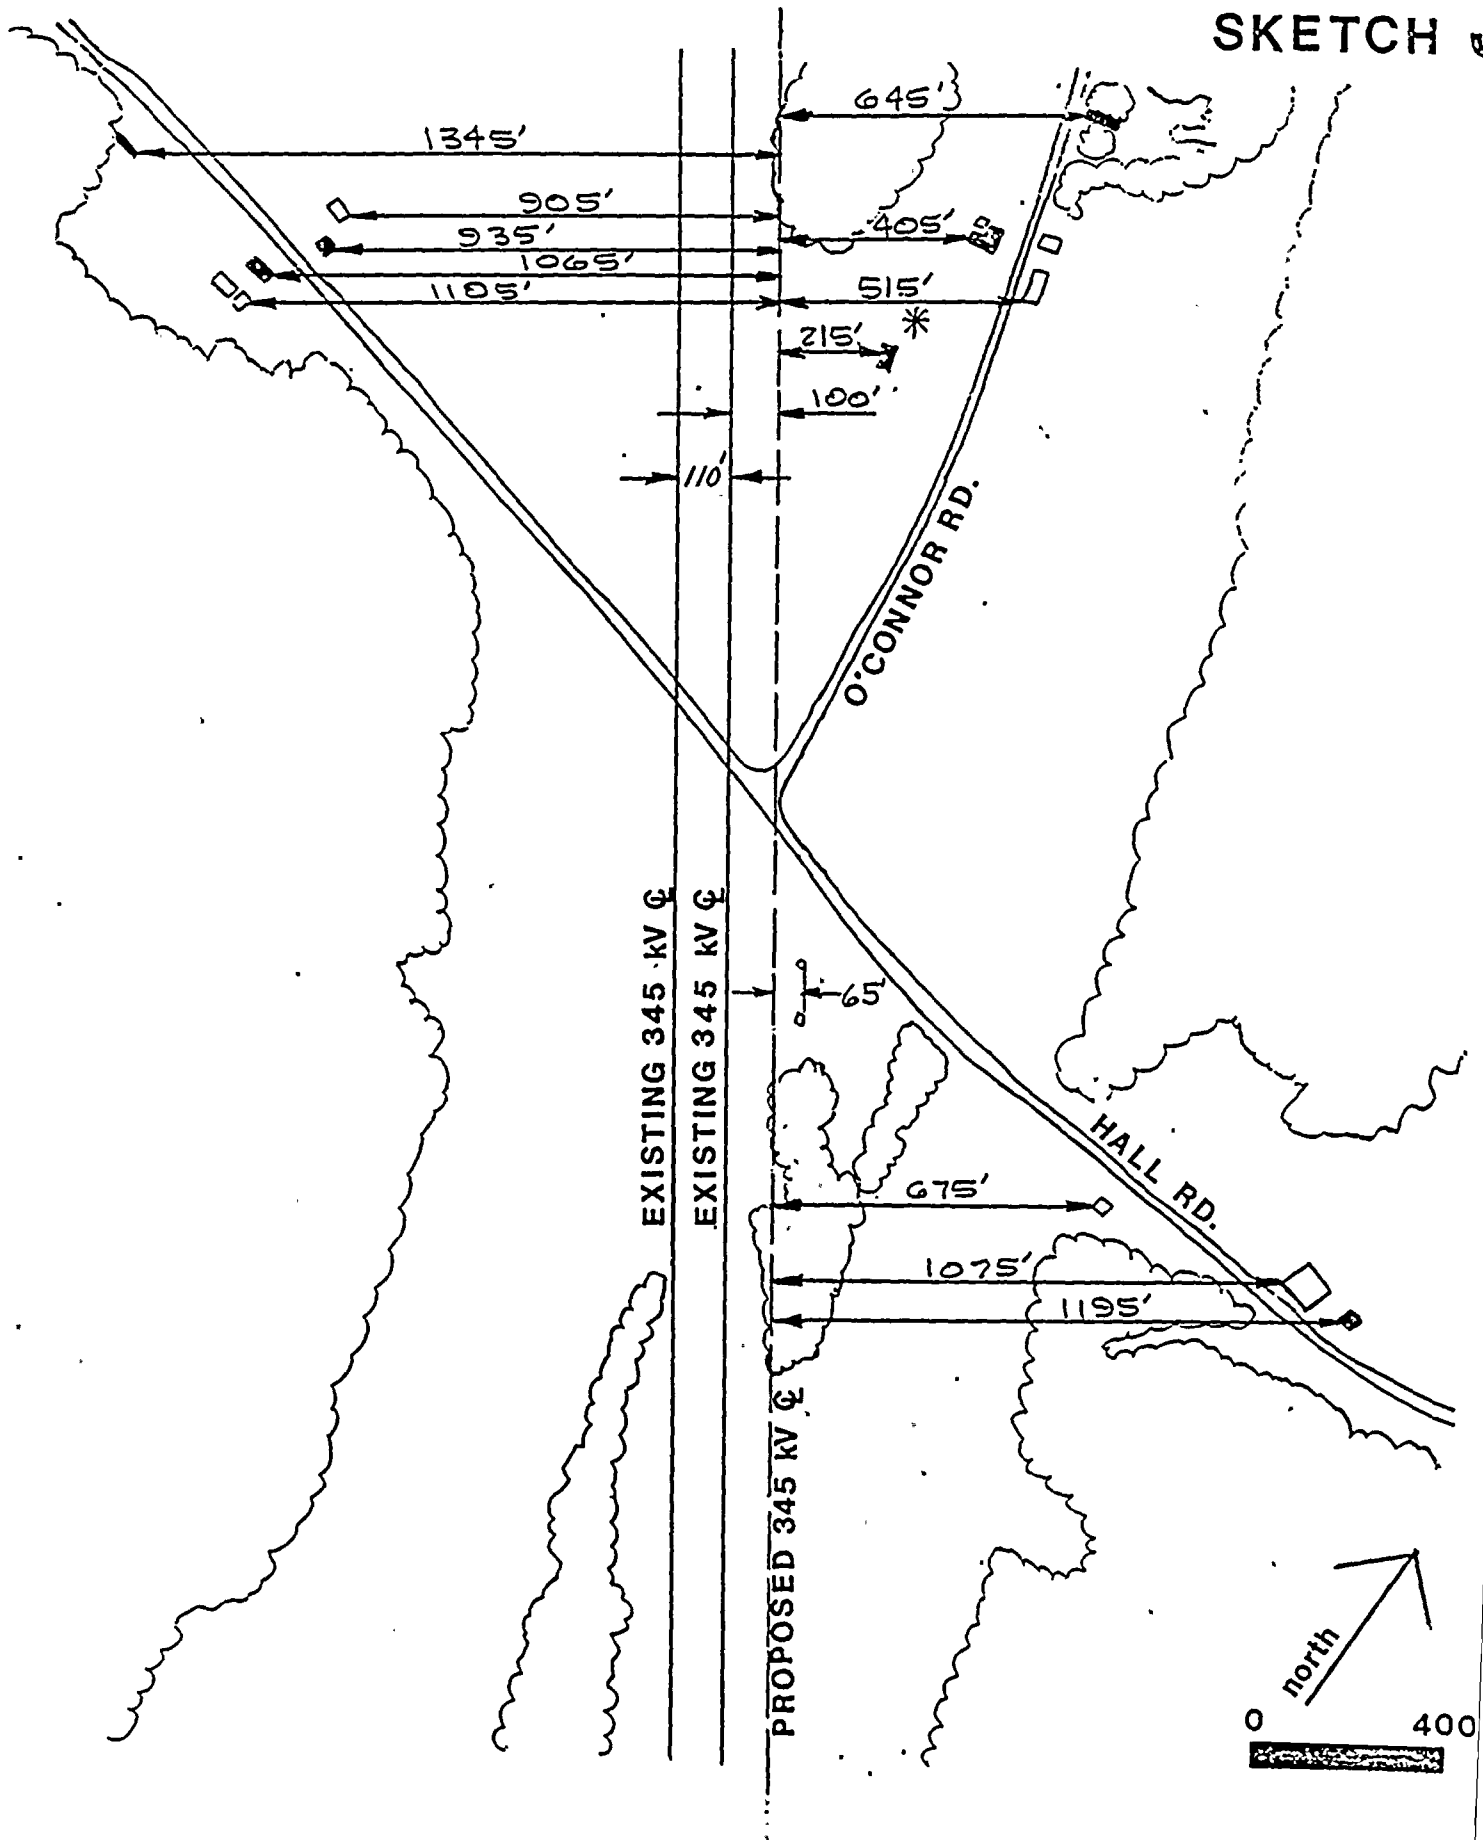 SKETCH
645'
1345'
905'
405'
935'
1065'
1105'
515'
215'
100'
110'
O'CONNOR RD.
EXISTING 345 kV ℄
EXISTING 345 kV ℄
65'
HALL RD.
675'
1075'
1195'
PROPOSED 345 kV ℄
north
0 400